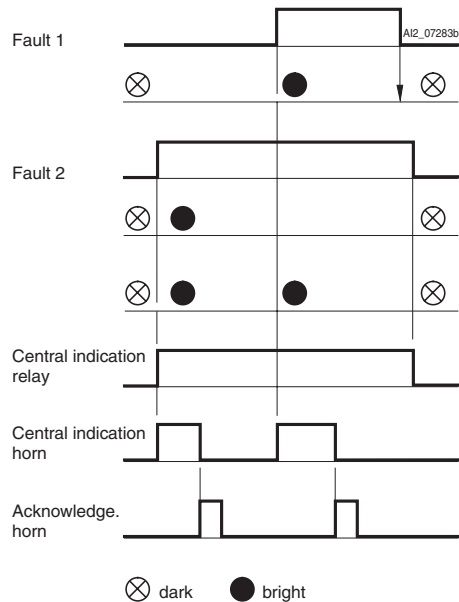 Fault 1
AI2_07283b
Fault 2
Central indication
relay
Central indication
horn
Acknowledge.
horn
dark
bright